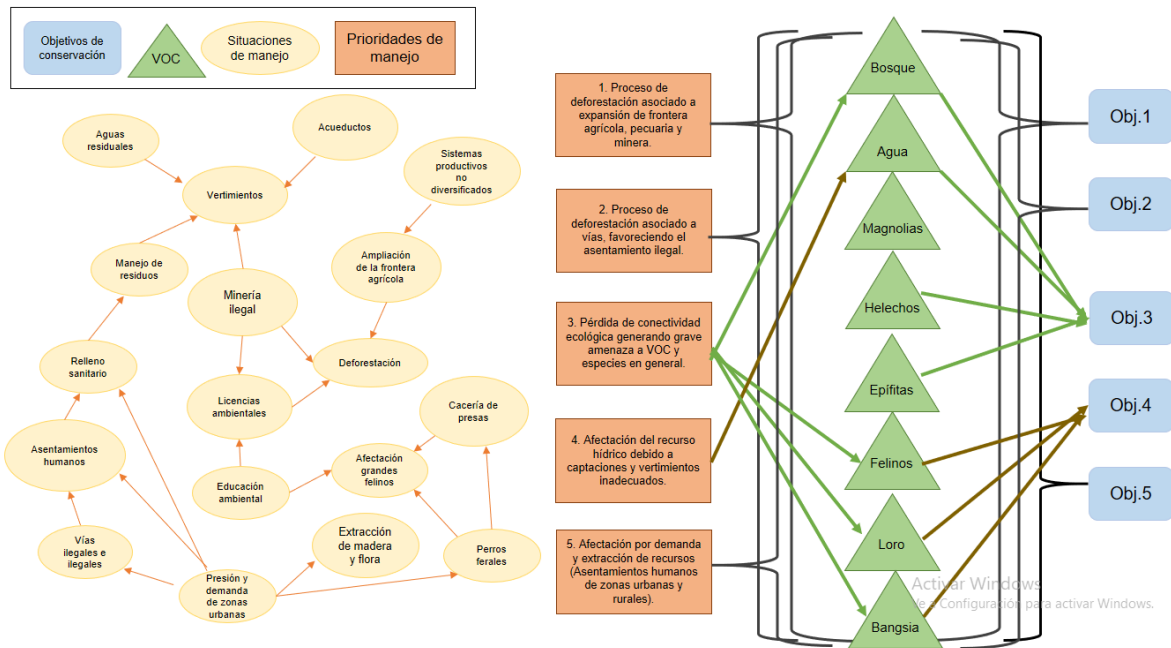 Objetivos de
conservación
VOC
Situaciones
de manejo
Prioridades de
manejo
Aguas
residuales
Acueductos
Sistemas
productivos
no
diversificados
Vertimientos
Manejo de
residuos
Ampliación
de la frontera
agrícola
Minería
ilegal
Relleno
sanitario
Deforestación
Licencias
ambientales
Cacería de
presas
Asentamientos
humanos
Afectación
grandes
felinos
Educación
ambiental
Extracción
de madera
y flora
Vías
ilegales e
ilegales
Perros
ferales
Presión y
demanda
de zonas
urbanas
1. Proceso de
deforestación asociado a
expansión de frontera
agrícola, pecuaria y
minera.
2. Proceso de
deforestación asociado a
vías, favoreciendo el
asentamiento ilegal.
3. Pérdida de conectividad
ecológica generando grave
amenaza a VOC y
especies en general.
4. Afectación del recurso
hídrico debido a
captaciones y vertimientos
inadecuados.
5. Afectación por demanda
y extracción de recursos
(Asentamientos humanos
de zonas urbanas y
rurales).
Bosque
Agua
Magnolias
Helechos
Epífitas
Felinos
Loro
Bangsia
Obj.1
Obj.2
Obj.3
Obj.4
Obj.5
Activar Windows
Ve a Configuración para activar Windows.